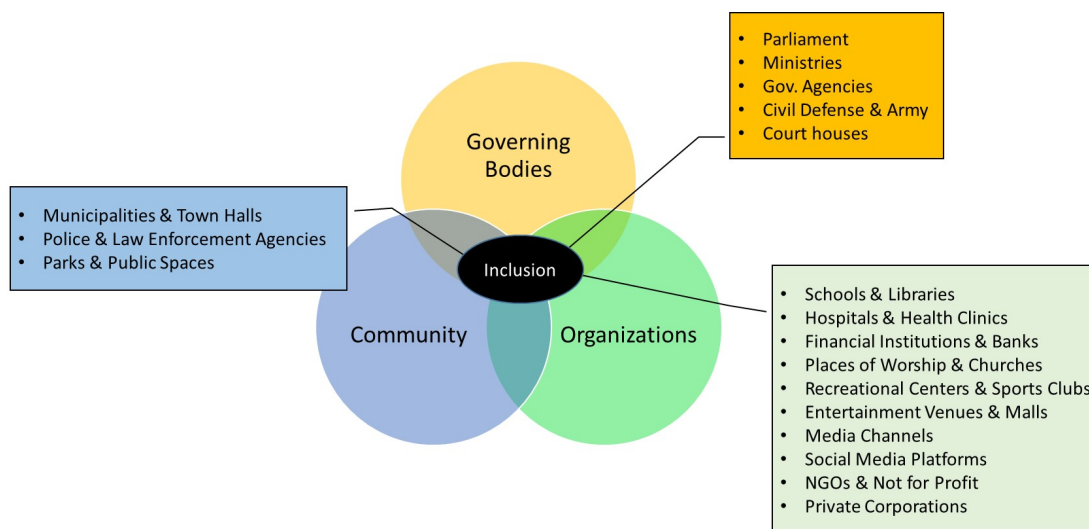 • Parliament
• Ministries
• Gov. Agencies
• Civil Defense & Army
• Court houses
Governing
Bodies
• Municipalities & Town Halls
• Police & Law Enforcement Agencies
• Parks & Public Spaces
Inclusion
Community
Organizations
• Schools & Libraries
• Hospitals & Health Clinics
• Financial Institutions & Banks
• Places of Worship & Churches
• Recreational Centers & Sports Clubs
• Entertainment Venues & Malls
• Media Channels
• Social Media Platforms
• NGOs & Not for Profit
• Private Corporations